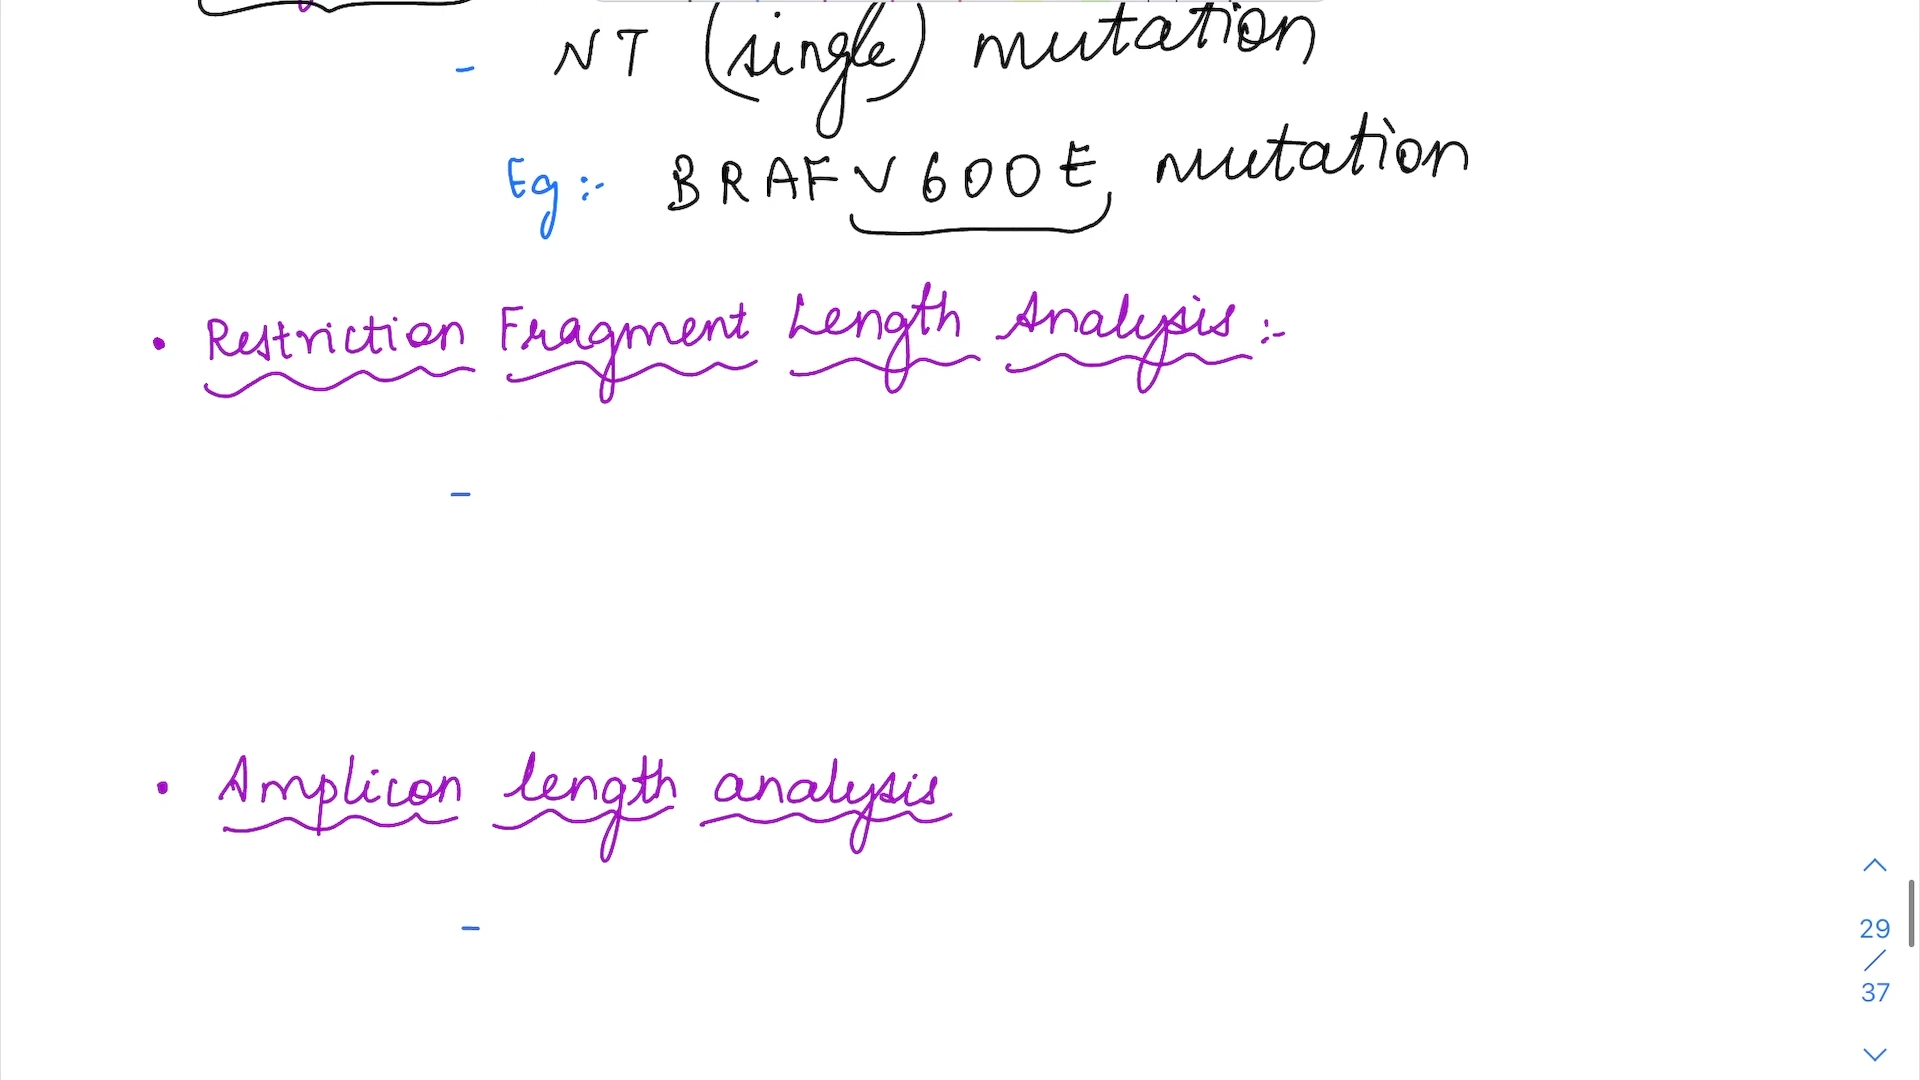 - NT (single) mutation
Eg :- BRAF V600E mutation
• Restriction Fragment Length Analysis :-
-
• Amplicon length analysis
-
29
/
37